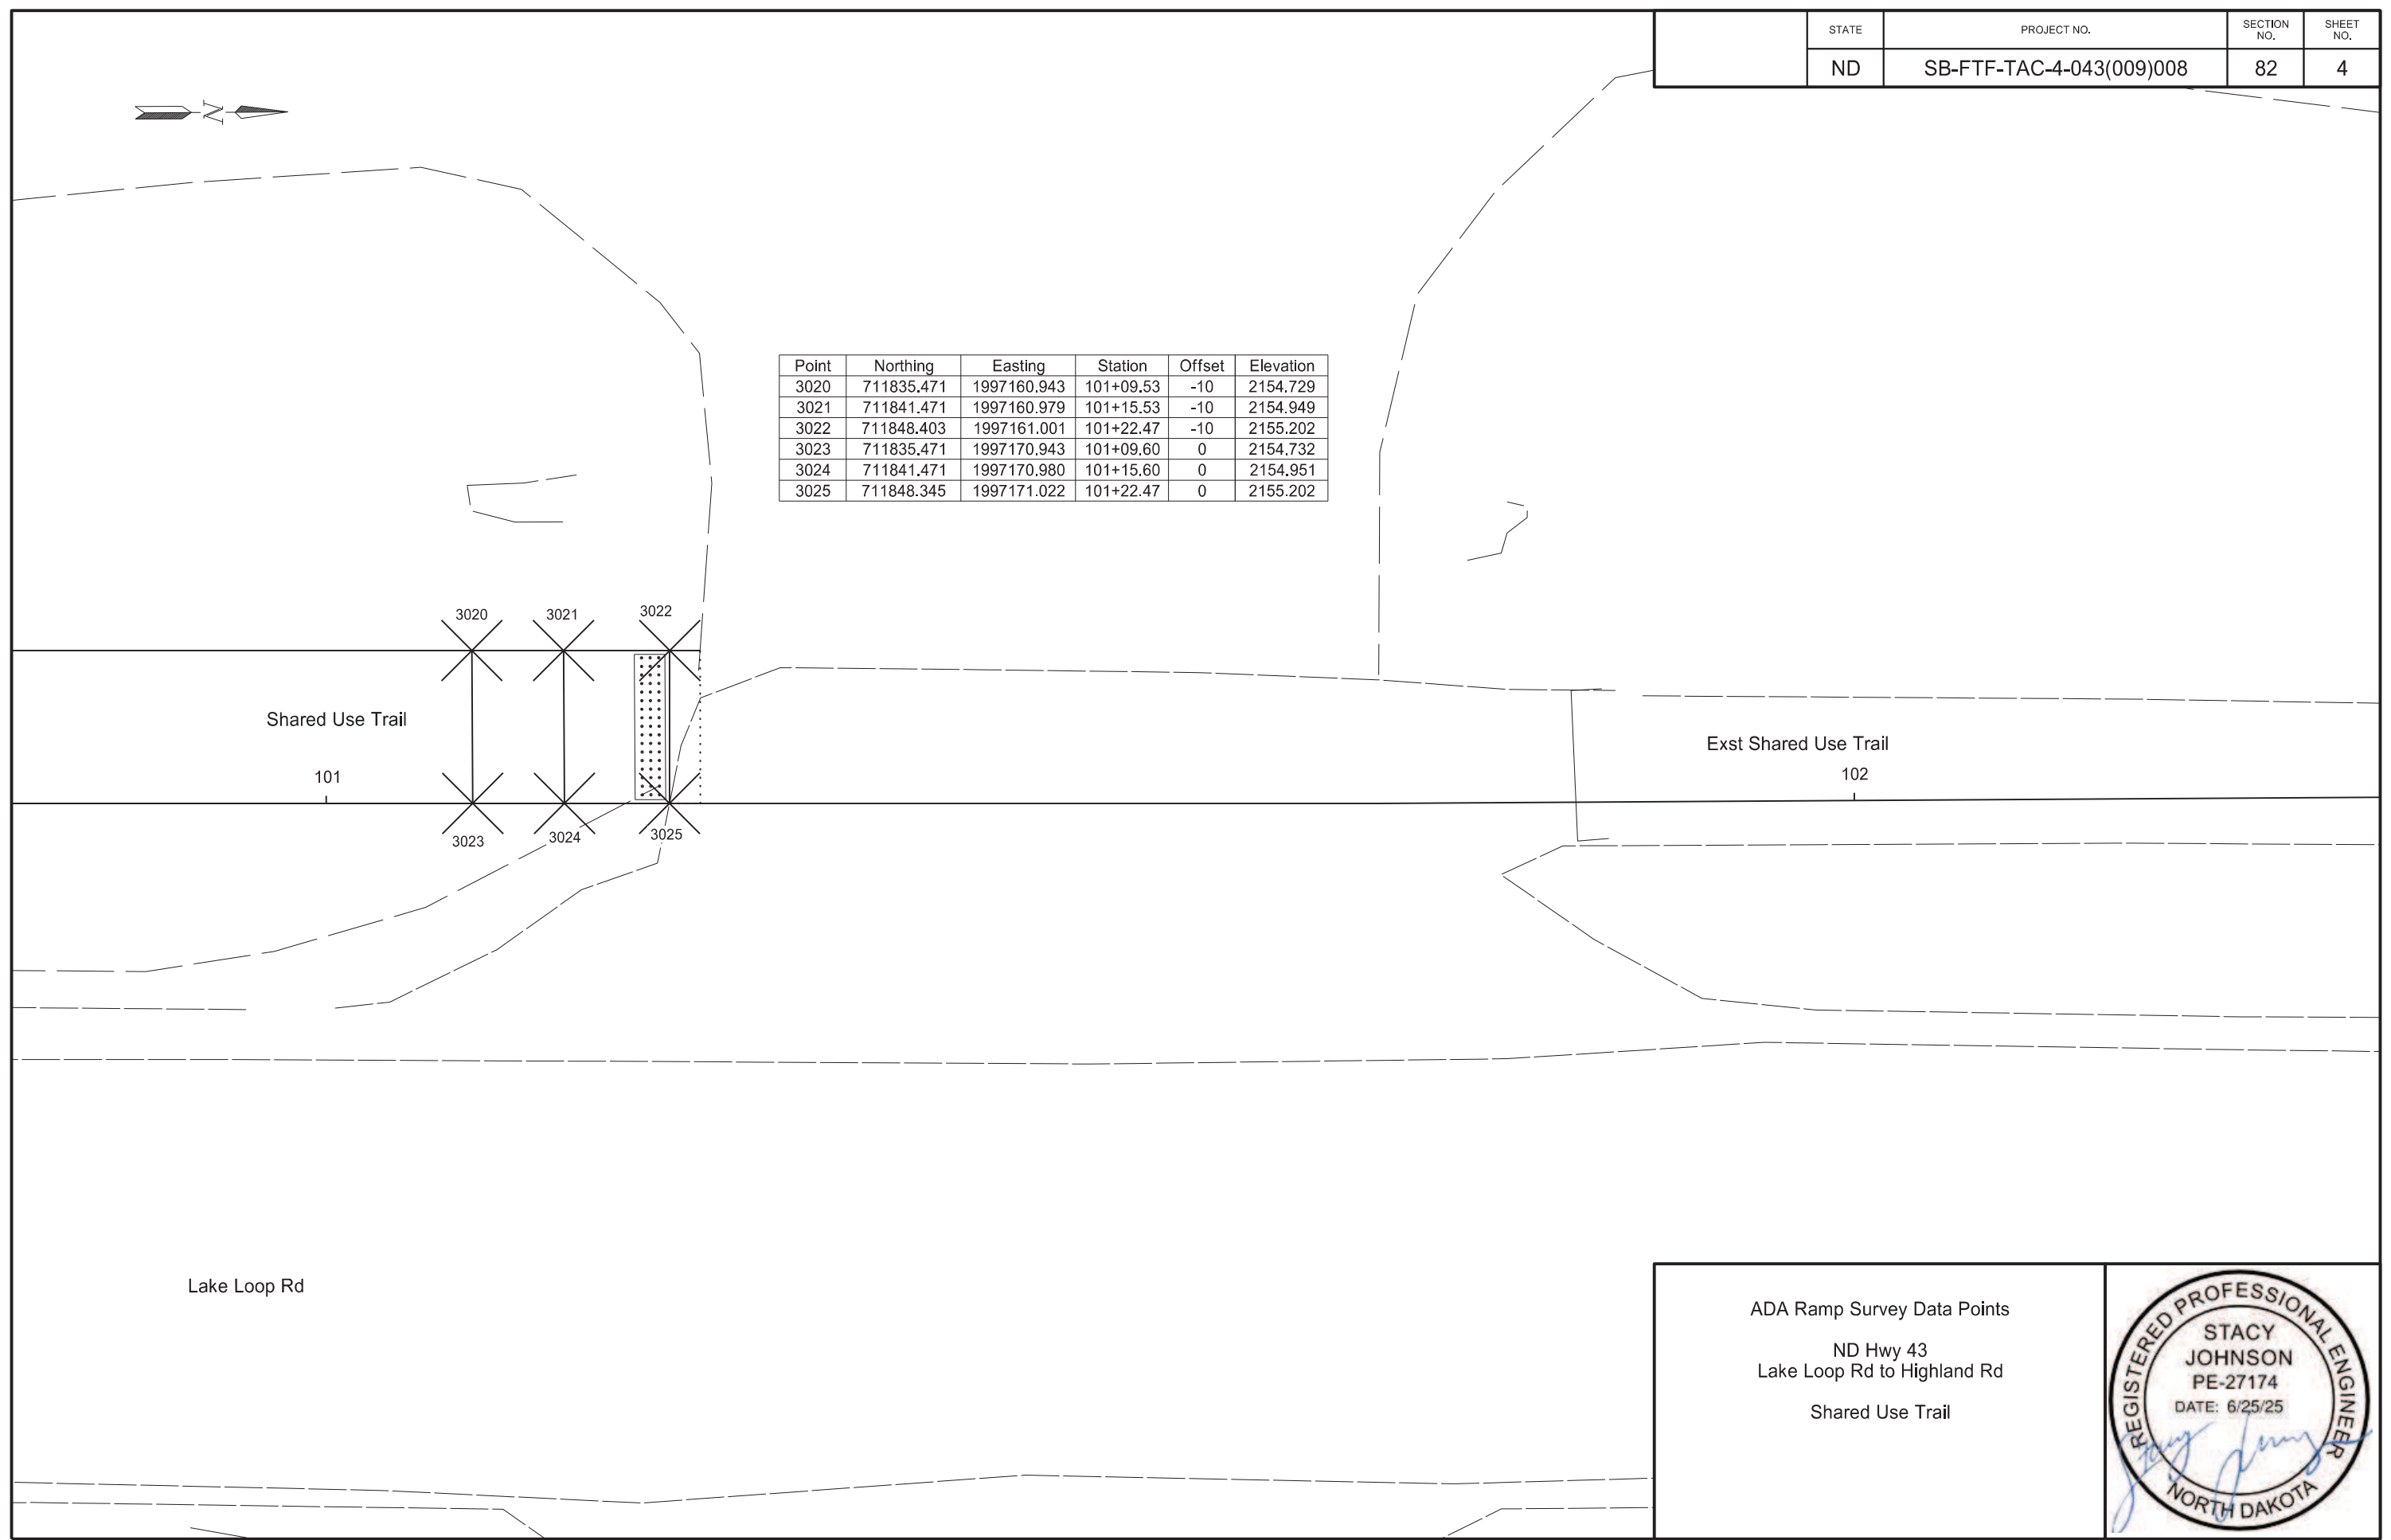 STATE PROJECT NO. SECTION NO. SHEET NO.
ND SB-FTF-TAC-4-043(009)008 82 4
N
Point Northing Easting Station Offset Elevation
3020 711835.471 1997160.943 101+09.53 -10 2154.729
3021 711841.471 1997160.979 101+15.53 -10 2154.949
3022 711848.403 1997161.001 101+22.47 -10 2155.202
3023 711835.471 1997170.943 101+09.60 0 2154.732
3024 711841.471 1997170.980 101+15.60 0 2154.951
3025 711848.345 1997171.022 101+22.47 0 2155.202
3020 3021 3022
Shared Use Trail
Exst Shared Use Trail
101
102
3023 3024 3025
Lake Loop Rd
ADA Ramp Survey Data Points
ND Hwy 43
Lake Loop Rd to Highland Rd
Shared Use Trail
REGISTERED PROFESSIONAL ENGINEER
STACY
JOHNSON
PE-27174
DATE: 6/25/25
NORTH DAKOTA